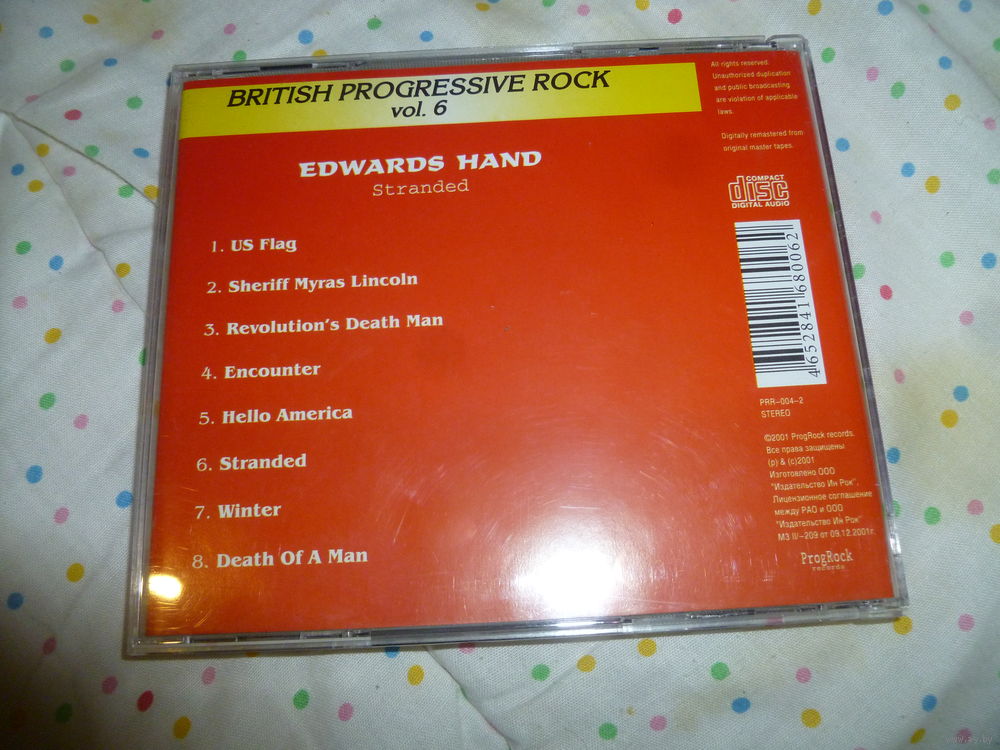 BRITISH PROGRESSIVE ROCK
vol. 6
EDWARDS HAND
Stranded
1. US Flag
2. Sheriff Myras Lincoln
3. Revolution's Death Man
4. Encounter
5. Hello America
6. Stranded
7. Winter
8. Death Of A Man
All rights reserved.
Unauthorized duplication
and public broadcasting
are violation of applicable
laws.
Digitally remastered from
original master tapes.
COMPACT
disc
DIGITAL AUDIO
4652841680062
PRR-004-2
STEREO
©2001 ProgRock records.
Все права защищены
(p) & (c)2001
Изготовлено ООО
"Издательство Ин Рок".
Лицензионное соглашение
между РАО и ООО
"Издательство Ин Рок"
МЗ II/-209 от 09.12.2001г.
ProgRock
records
www.ay.by